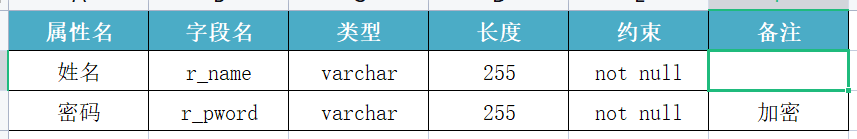 属性名 字段名 类型 长度 约束 备注
姓名 r_name varchar 255 not null
密码 r_pword varchar 255 not null 加密